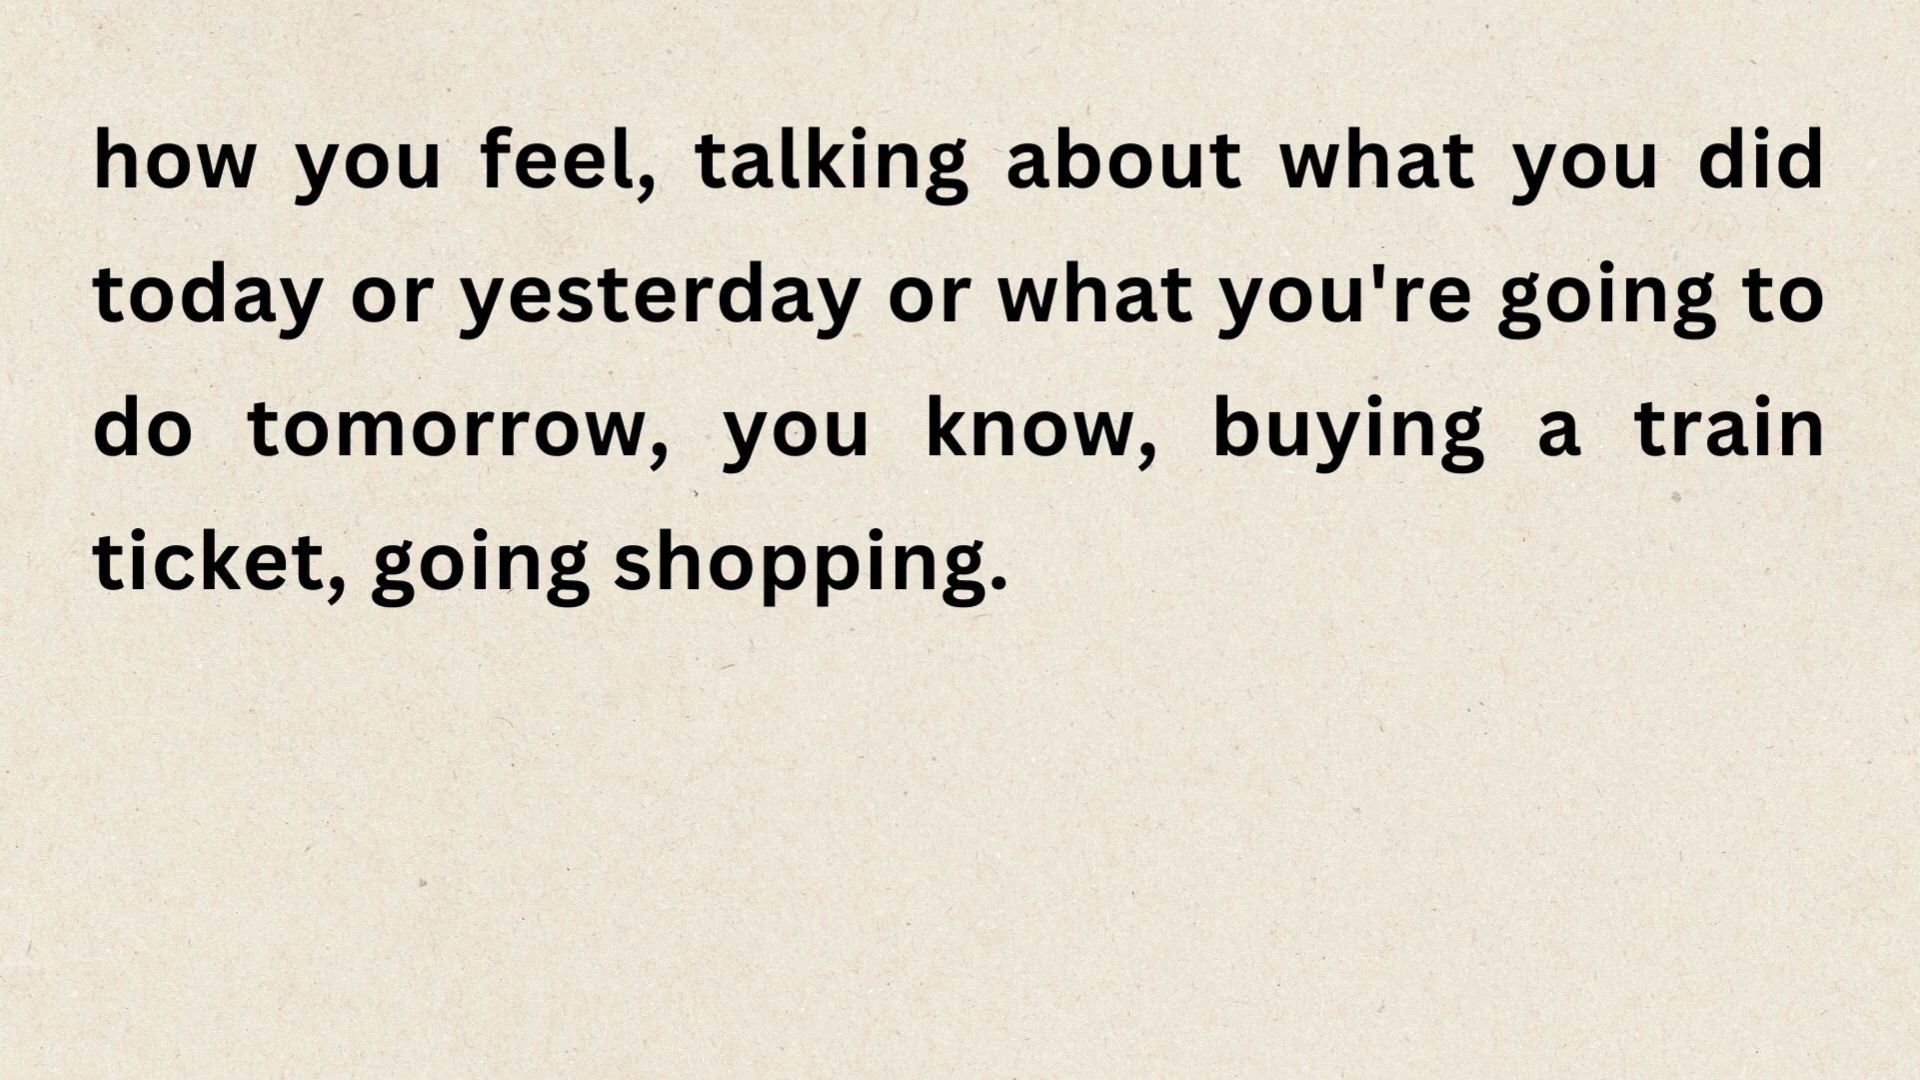 how you feel, talking about what you did
today or yesterday or what you're going to
do tomorrow, you know, buying a train
ticket, going shopping.